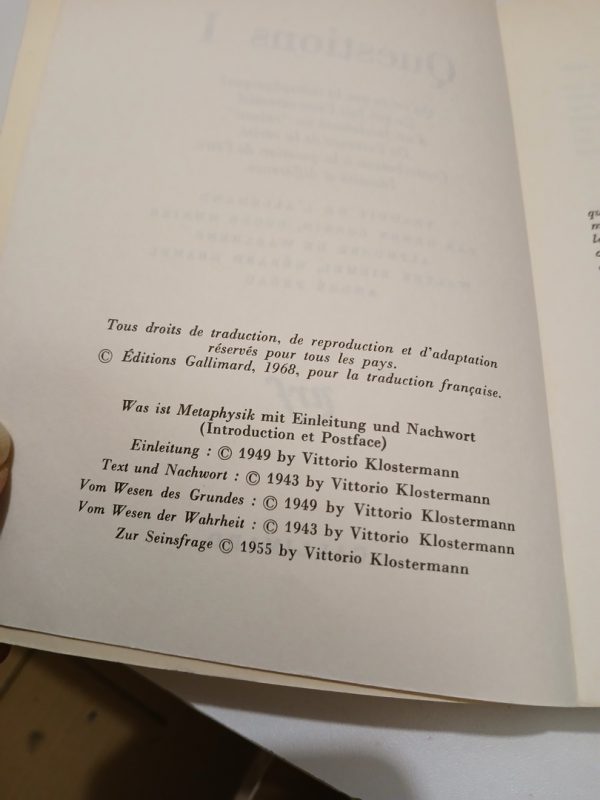 Questions I
Tous droits de traduction, de reproduction et d'adaptation
réservés pour tous les pays.
© Éditions Gallimard, 1968, pour la traduction française.
Was ist Metaphysik mit Einleitung und Nachwort
(Introduction et Postface)
Einleitung : © 1949 by Vittorio Klostermann
Text und Nachwort : © 1943 by Vittorio Klostermann
Vom Wesen des Grundes : © 1949 by Vittorio Klostermann
Vom Wesen der Wahrheit : © 1943 by Vittorio Klostermann
Zur Seinsfrage © 1955 by Vittorio Klostermann